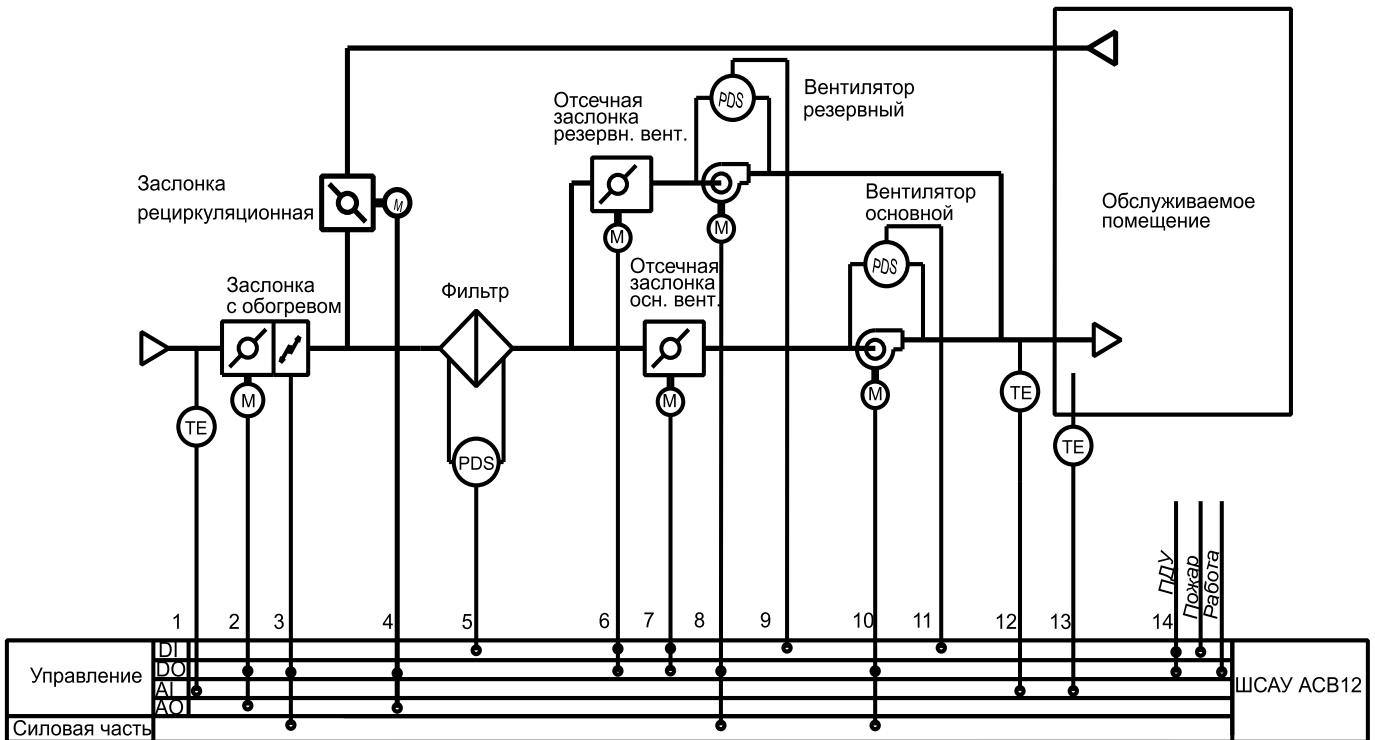 Вентилятор
резервный
Отсечная
заслонка
резервн. вент.
PDS
Заслонка
рециркуляционная
M
M
M
Вентилятор
основной
PDS
Обслуживаемое
помещение
Отсечная
заслонка
осн. вент.
Заслонка
с обогревом
Фильтр
M
M
M
TE
TE
TE
PDS
ПДУ
Пожар
Работа
1 2 3 4 5 6 7 8 9 10 11 12 13 14
Управление
DI
DO
AI
AO
Силовая часть
ШСАУ АСВ12